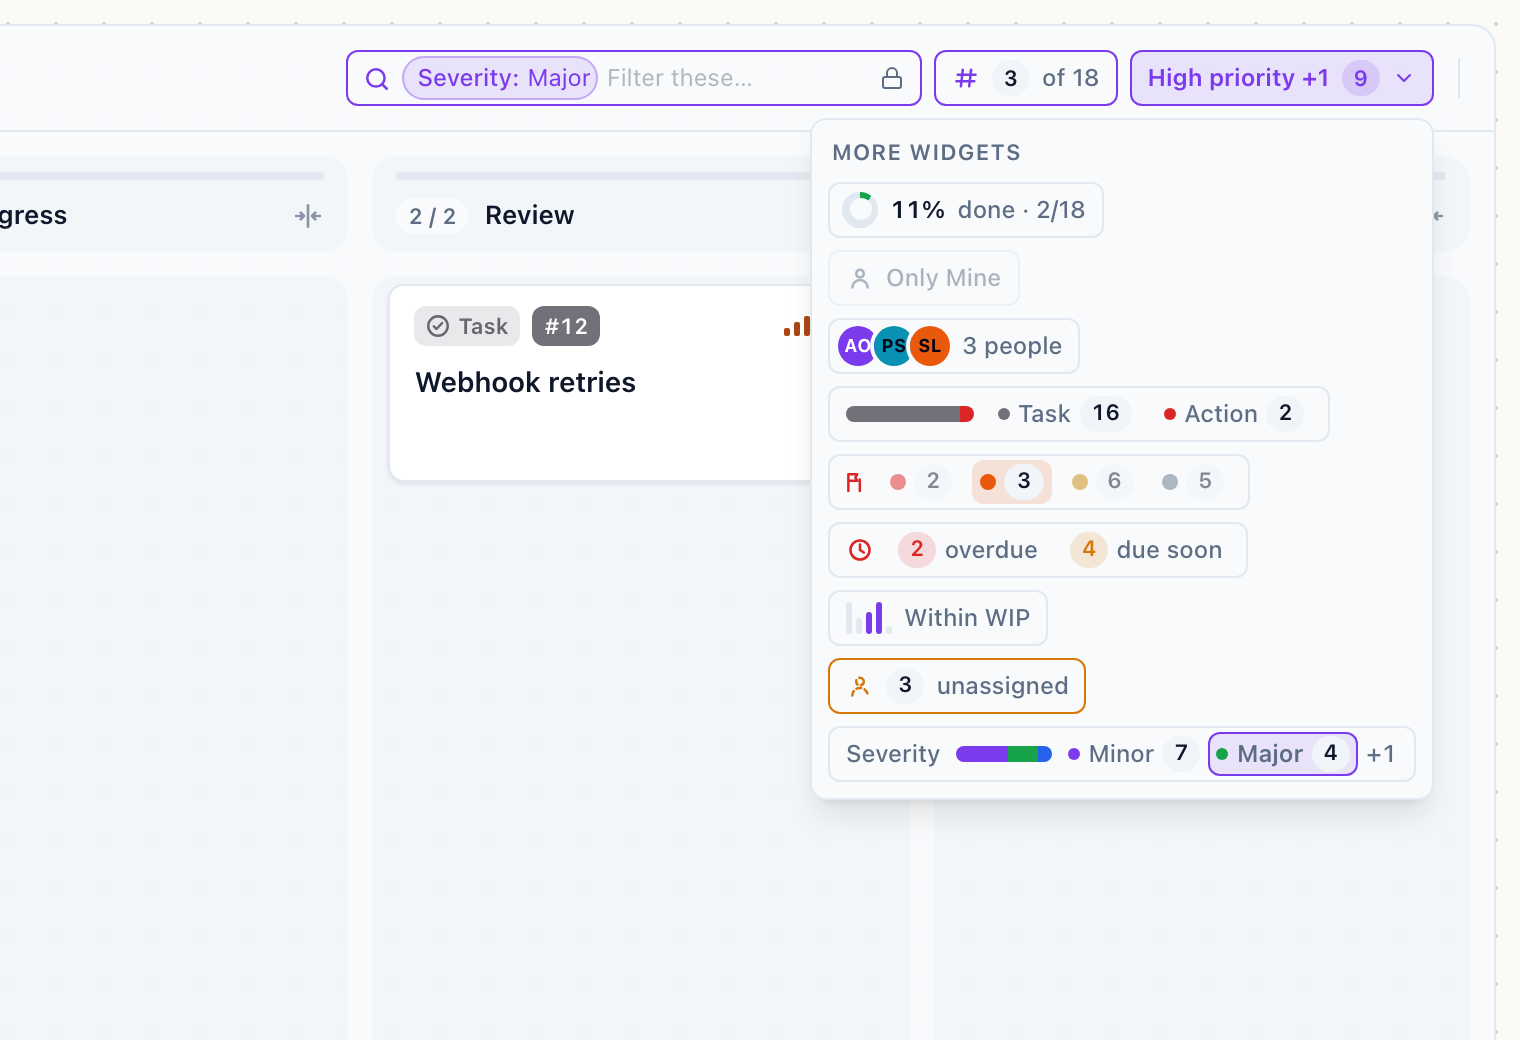 Severity: Major Filter these...
# 3 of 18
High priority +1 9
MORE WIDGETS
11% done · 2/18
Only Mine
AO PS SL 3 people
Task 16 Action 2
2 3 6 5
2 overdue 4 due soon
Within WIP
3 unassigned
Severity Minor 7 Major 4 +1
gress
2 / 2 Review
Task #12
Webhook retries